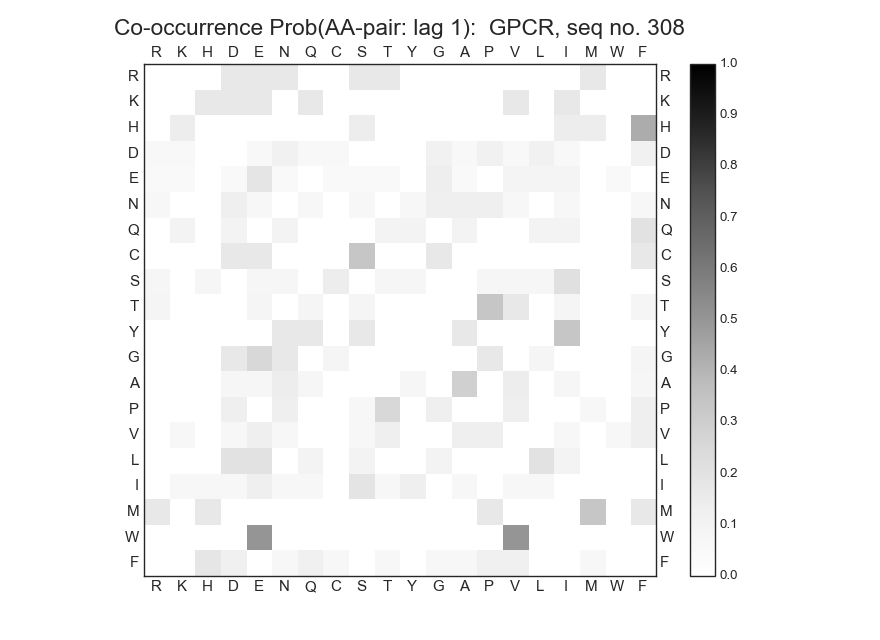 Co-occurrence Prob(AA-pair: lag 1):  GPCR, seq no. 308
R K H D E N Q C S T Y G A P V L I M W F
R R 1.0
K K 0.9
H H
D D 0.8
E E
N N 0.7
Q Q
C C 0.6
S S
T T 0.5
Y Y
G G 0.4
A A
P P 0.3
V V
L L 0.2
I I
M M 0.1
W W
F F 0.0
R K H D E N Q C S T Y G A P V L I M W F